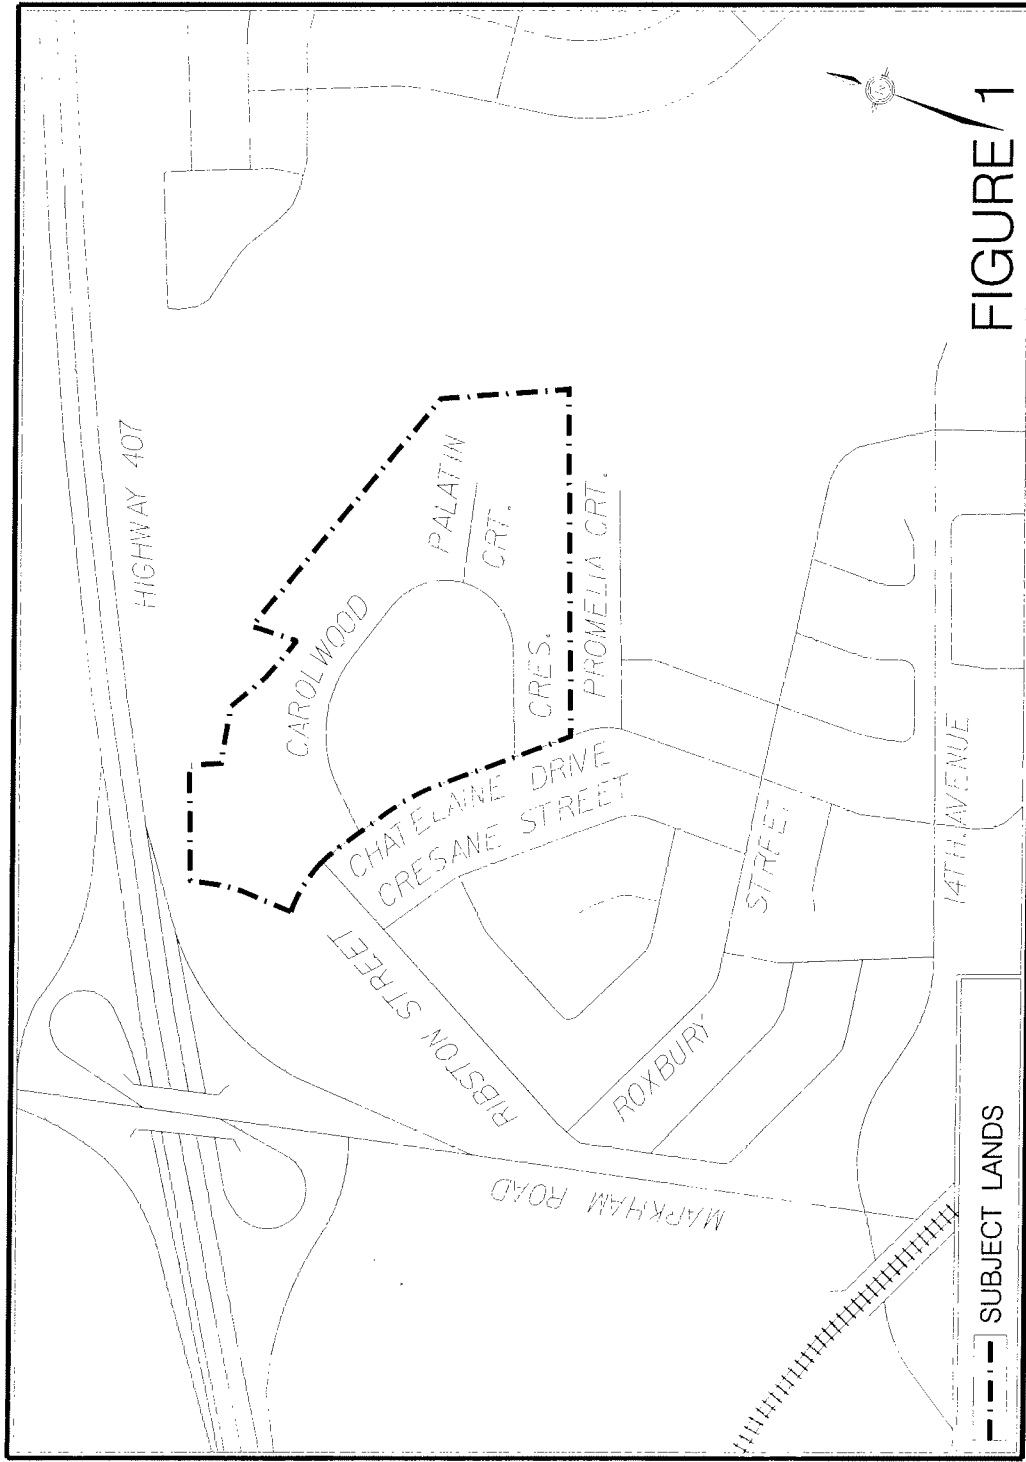 HIGHWAY 407
CAROLWOOD
PALATIN
CRT.
CRES.
PROMELIA CRT.
CHATELAINE DRIVE
CRESANE STREET
RIBSTON STREET
ROXBURY
STREET
MARKHAM ROAD
14TH. AVENUE
SUBJECT LANDS
FIGURE 1